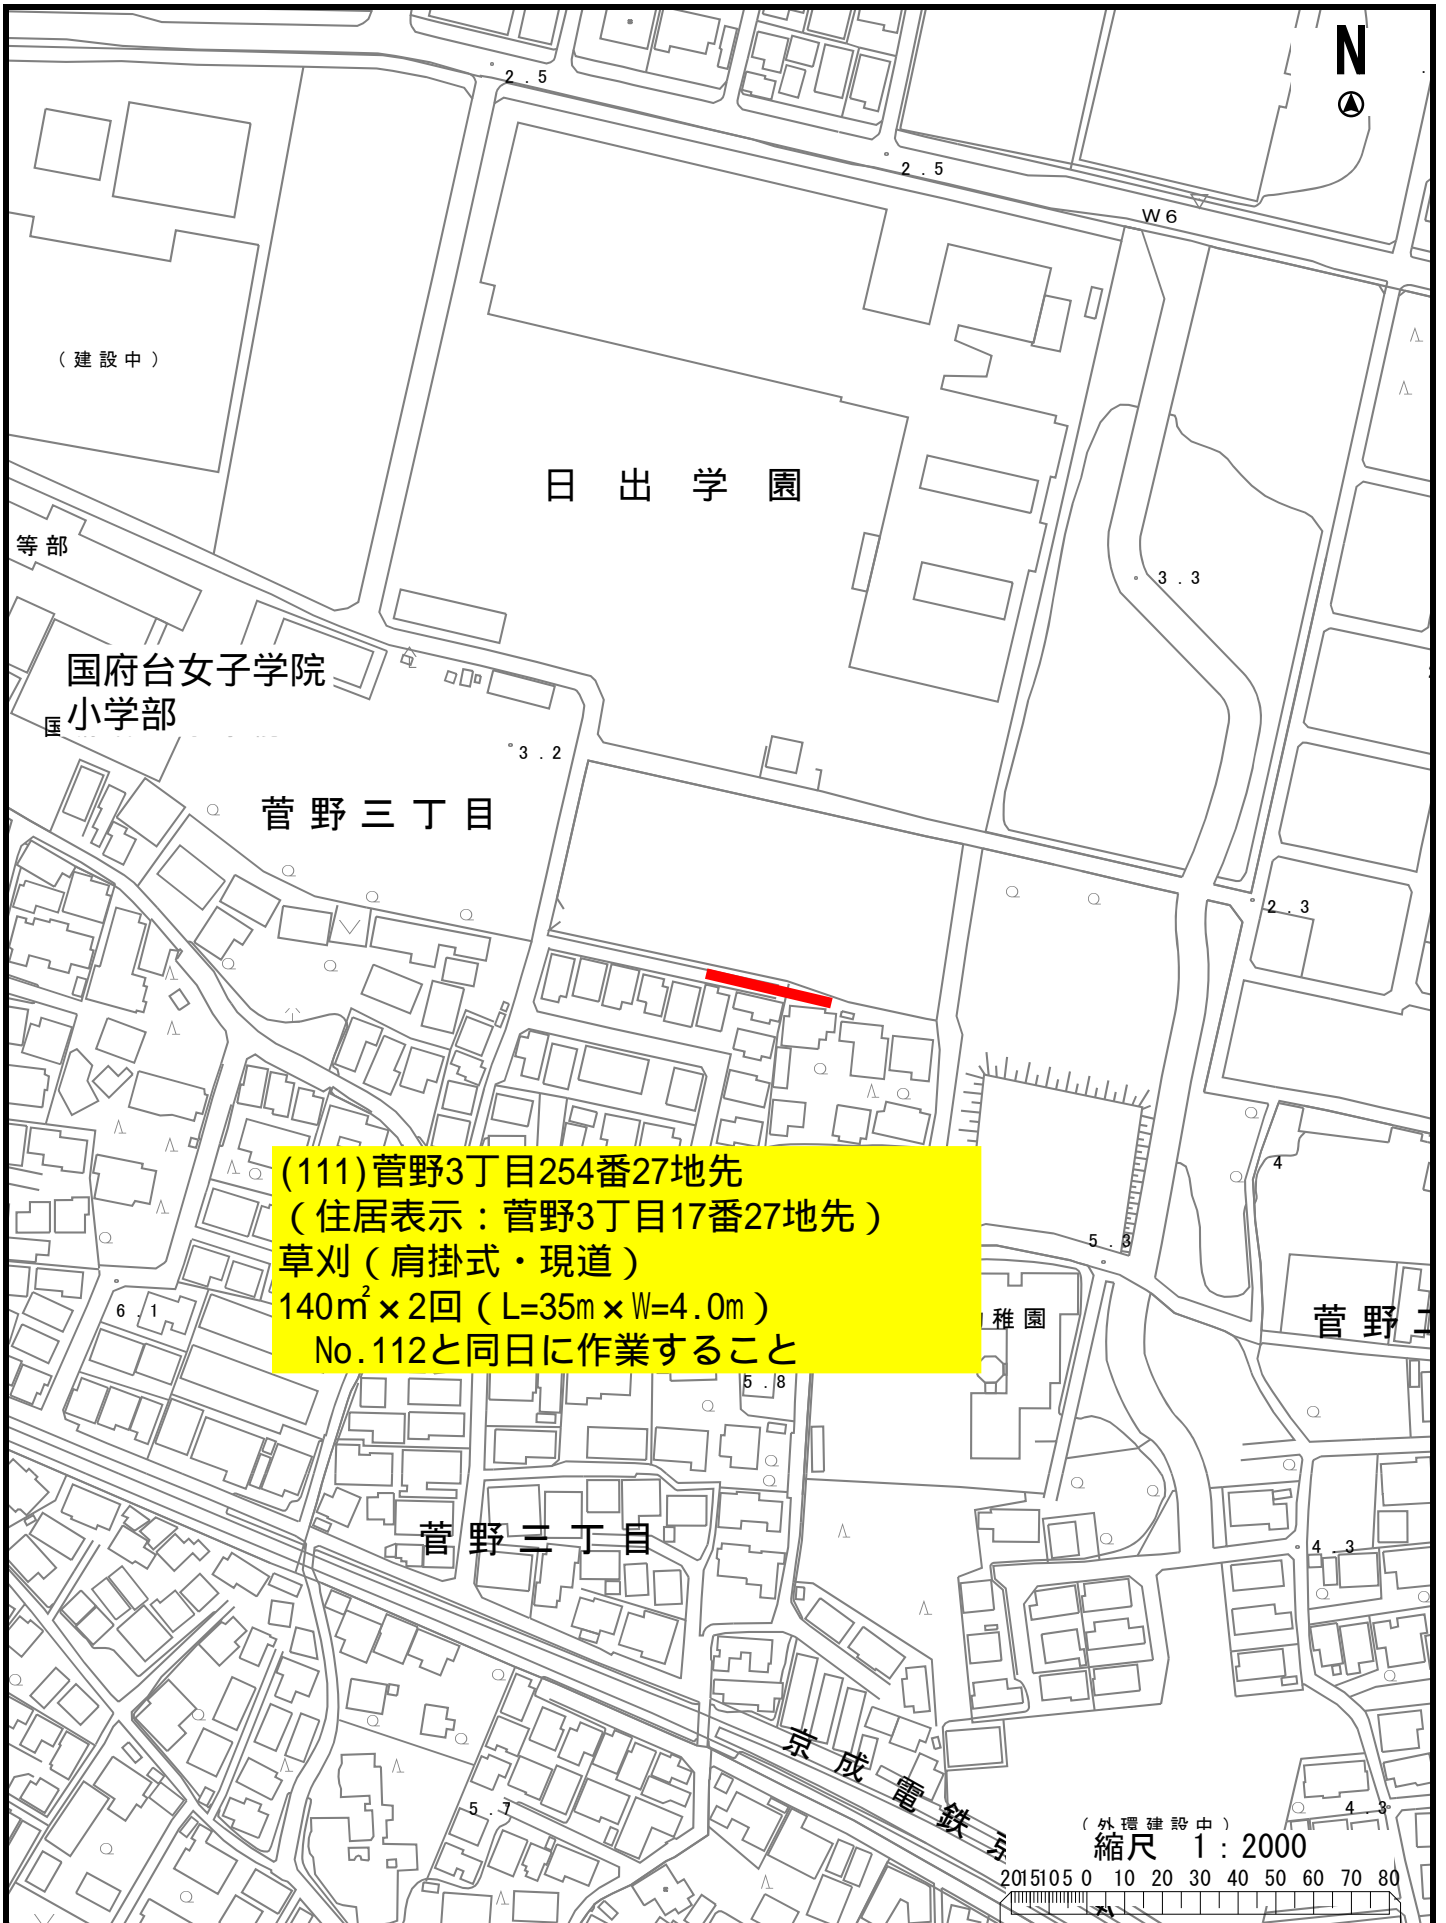 N
2.5
2.5
W6
（建設中）
日出学園
等部
3.3
国府台女子学院
小学部
3.2
菅野三丁目
2.3
(111)菅野3丁目254番27地先
（住居表示：菅野3丁目17番27地先）
草刈（肩掛式・現道）
140㎡×2回（L=35m×W=4.0m）
No.112と同日に作業すること
4
5.3
6.1
稚園
菅野
5.8
菅野三丁目
4.3
京成電鉄
5.7
（外環建設中）
4.3
縮尺 1:2000
20 15 10 5 0 10 20 30 40 50 60 70 80